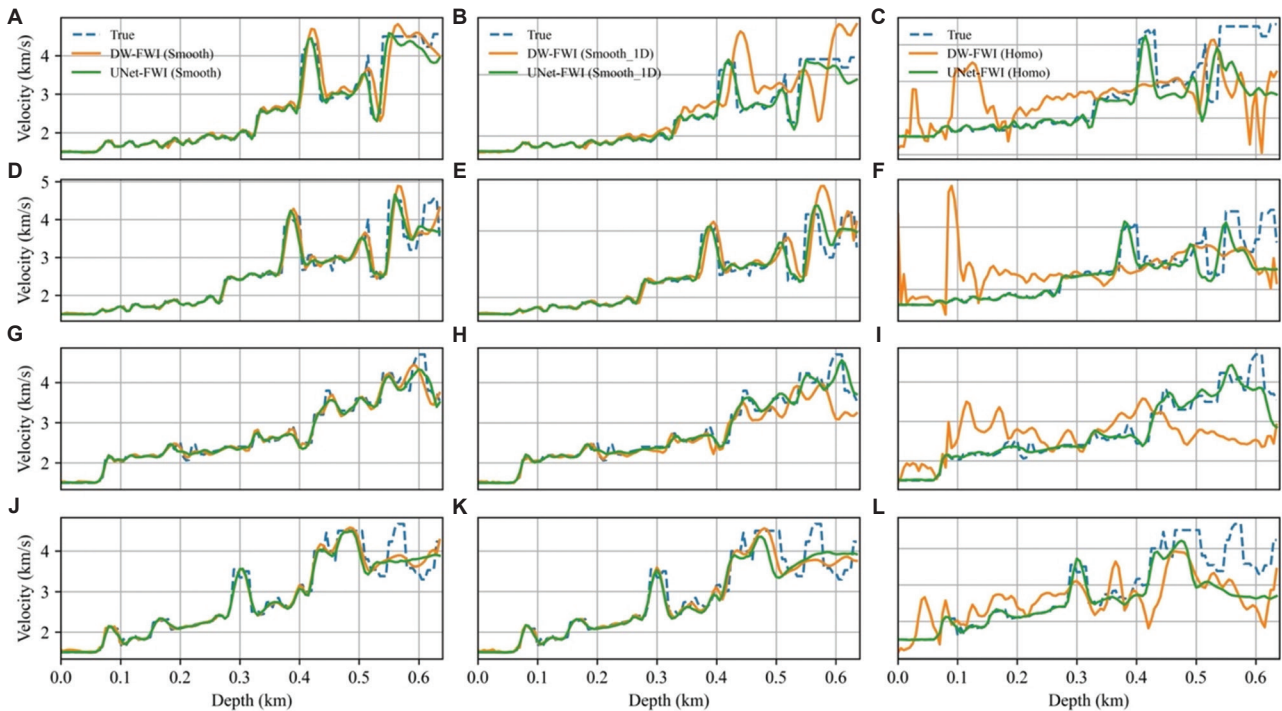 A
True
DW-FWI (Smooth)
UNet-FWI (Smooth)
Velocity (km/s)
4
3
2
B
True
DW-FWI (Smooth_1D)
UNet-FWI (Smooth_1D)
C
True
DW-FWI (Homo)
UNet-FWI (Homo)
D
Velocity (km/s)
5
4
3
2
E
F
G
Velocity (km/s)
4
3
2
H
I
J
Velocity (km/s)
4
3
2
0.0 0.1 0.2 0.3 0.4 0.5 0.6
Depth (km)
K
0.0 0.1 0.2 0.3 0.4 0.5 0.6
Depth (km)
L
0.0 0.1 0.2 0.3 0.4 0.5 0.6
Depth (km)